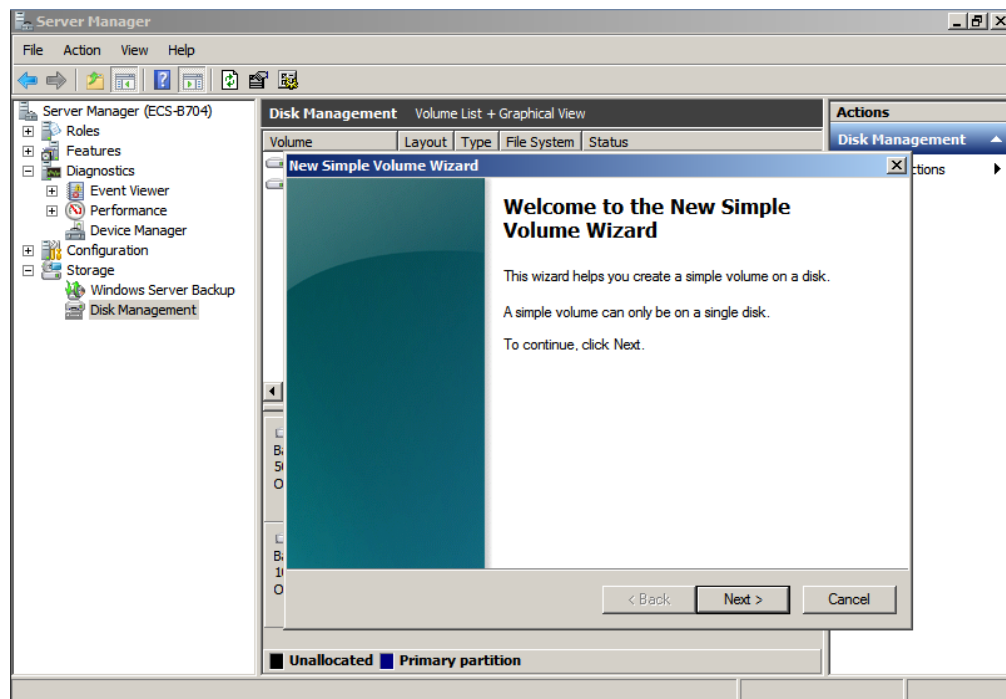 Server Manager
File Action View Help
Server Manager (ECS-B704)
Roles
Features
Diagnostics
Event Viewer
Performance
Device Manager
Configuration
Storage
Windows Server Backup
Disk Management
Disk Management Volume List + Graphical View
Volume Layout Type File System Status
New Simple Volume Wizard
Welcome to the New Simple
Volume Wizard
This wizard helps you create a simple volume on a disk.
A simple volume can only be on a single disk.
To continue, click Next.
< Back Next > Cancel
Unallocated Primary partition
Actions
Disk Management